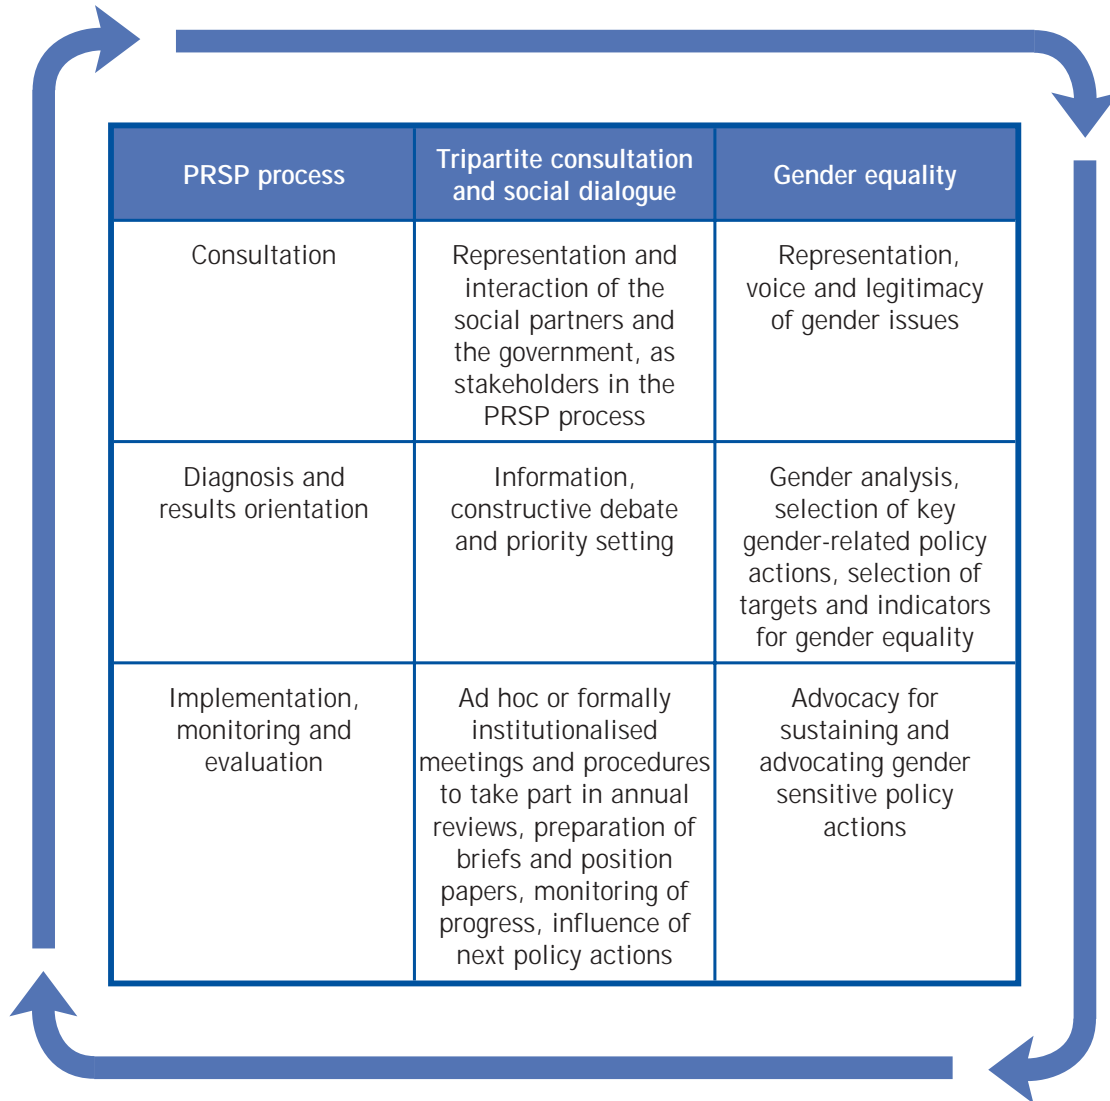 PRSP process
Tripartite consultation
and social dialogue
Gender equality
Consultation
Representation and
interaction of the
social partners and
the government, as
stakeholders in the
PRSP process
Representation,
voice and legitimacy
of gender issues
Diagnosis and
results orientation
Information,
constructive debate
and priority setting
Gender analysis,
selection of key
gender-related policy
actions, selection of
targets and indicators
for gender equality
Implementation,
monitoring and
evaluation
Ad hoc or formally
institutionalised
meetings and procedures
to take part in annual
reviews, preparation of
briefs and position
papers, monitoring of
progress, influence of
next policy actions
Advocacy for
sustaining and
advocating gender
sensitive policy
actions